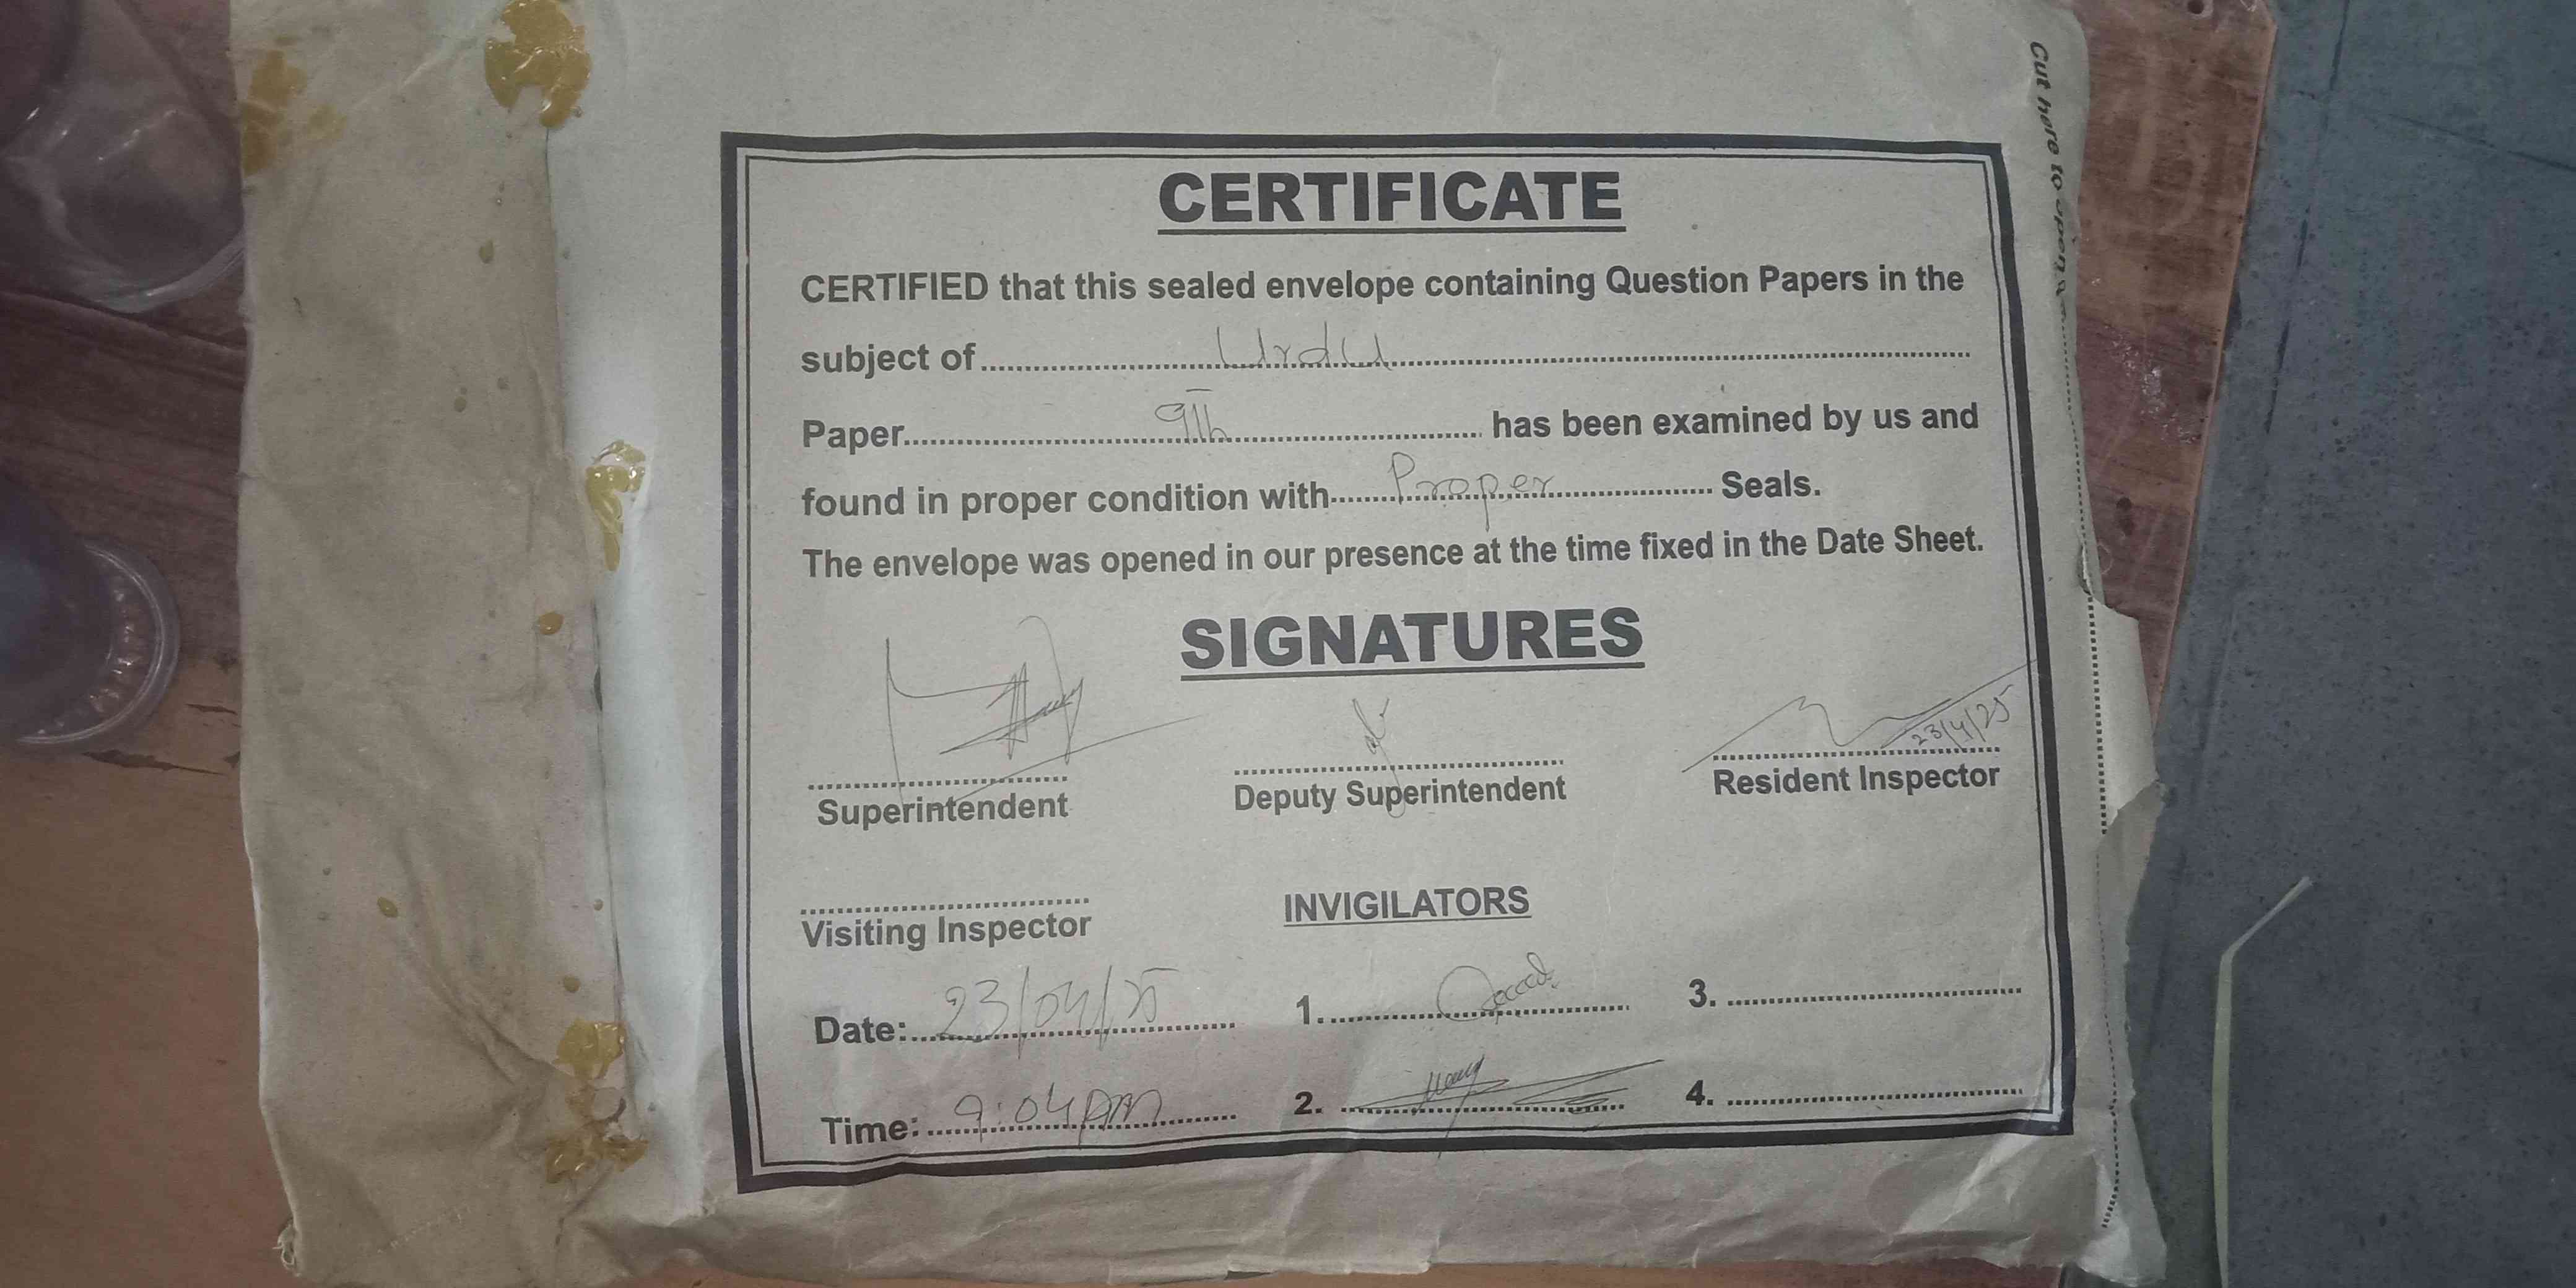 Cut here to open
CERTIFICATE
CERTIFIED that this sealed envelope containing Question Papers in the
subject of Urdu
Paper 9th has been examined by us and
found in proper condition with Proper Seals.
The envelope was opened in our presence at the time fixed in the Date Sheet.
SIGNATURES
23/4/25
Superintendent Deputy Superintendent Resident Inspector
Visiting Inspector INVIGILATORS
Date: 23/04/25 1. 3.
Time: 9:04 pm 2. 4.